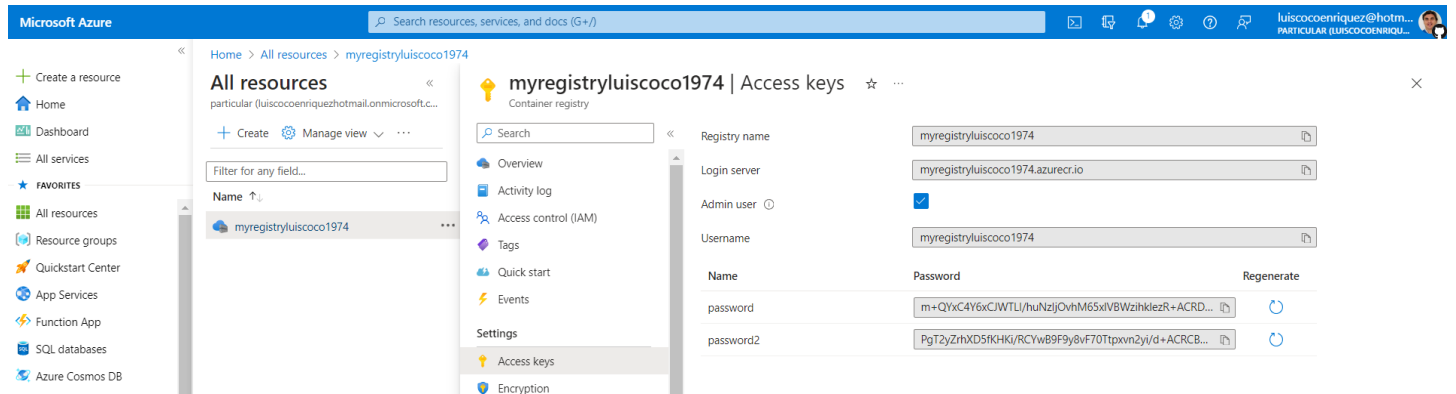 Microsoft Azure
Search resources, services, and docs (G+/)
1
luiscocoenriquez@hotm...
PARTICULAR (LUISCOCOENRIQU...
Create a resource
Home
Dashboard
All services
FAVORITES
All resources
Resource groups
Quickstart Center
App Services
Function App
SQL databases
Azure Cosmos DB
Home > All resources > myregistryluiscoco1974
All resources
particular (luiscocoenriquezhotmail.onmicrosoft.c...
Create Manage view ...
Filter for any field...
Name ↑↓
myregistryluiscoco1974 ...
myregistryluiscoco1974 | Access keys ...
Container registry
Search
Overview
Activity log
Access control (IAM)
Tags
Quick start
Events
Settings
Access keys
Encryption
Registry name myregistryluiscoco1974
Login server myregistryluiscoco1974.azurecr.io
Admin user
Username myregistryluiscoco1974
Name Password Regenerate
password
password2 PgT2yZrhXD5fKHKi/RCYwB9F9y8vF70Ttpxvn2yi/d+ACRCB...